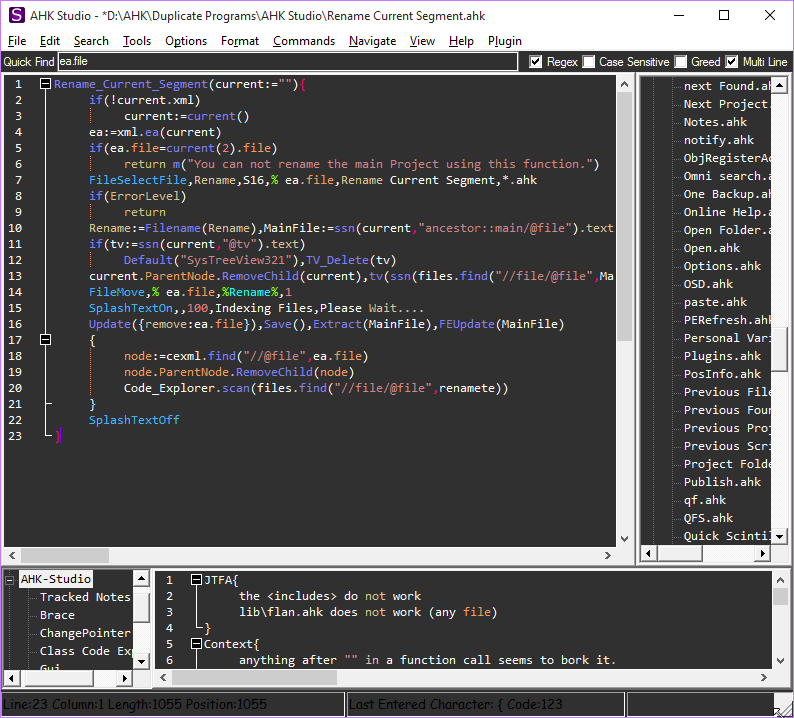 AHK Studio - *D:\AHK\Duplicate Programs\AHK Studio\Rename Current Segment.ahk
File Edit Search Tools Options Format Commands Navigate View Help Plugin
Quick Find ea.file Regex Case Sensitive Greed Multi Line
1 Rename_Current_Segment(current:=""){
2 if(!current.xml)
3 current:=current()
4 ea:=xml.ea(current)
5 if(ea.file=current(2).file)
6 return m("You can not rename the main Project using this function.")
7 FileSelectFile,Rename,S16,% ea.file,Rename Current Segment,*.ahk
8 if(ErrorLevel)
9 return
10 Rename:=Filename(Rename),MainFile:=ssn(current,"ancestor::main/@file").text
11 if(tv:=ssn(current,"@tv").text)
12 Default("SysTreeView321"),TV_Delete(tv)
13 current.ParentNode.RemoveChild(current),tv(ssn(files.find("//file/@file",Ma
14 FileMove,% ea.file,%Rename%,1
15 SplashTextOn,,100,Indexing Files,Please Wait....
16 Update({remove:ea.file}),Save(),Extract(MainFile),FEUpdate(MainFile)
17 {
18 node:=cexml.find("//@file",ea.file)
19 node.ParentNode.RemoveChild(node)
20 Code_Explorer.scan(files.find("//file/@file",renamete))
21 }
22 SplashTextOff
23 }
next Found.ah
Next Project.
Notes.ahk
notify.ahk
ObjRegisterAc
Omni search.a
One Backup.ah
Online Help.a
Open Folder.a
Open.ahk
Options.ahk
OSD.ahk
paste.ahk
PERefresh.ahk
Personal Vari
Plugins.ahk
PosInfo.ahk
Previous File
Previous Foun
Previous Proj
Previous Scri
Project Folde
Publish.ahk
qf.ahk
QFS.ahk
Quick Scintil
AHK-Studio
Tracked Notes
Brace
ChangePointer
Class Code Exp
Gui
1 JTFA{
2 the <includes> do not work
3 lib\flan.ahk does not work (any file)
4 }
5 Context{
6 anything after "" in a function call seems to bork it.
Line:23 Column:1 Length:1055 Position:1055 Last Entered Character: { Code:123